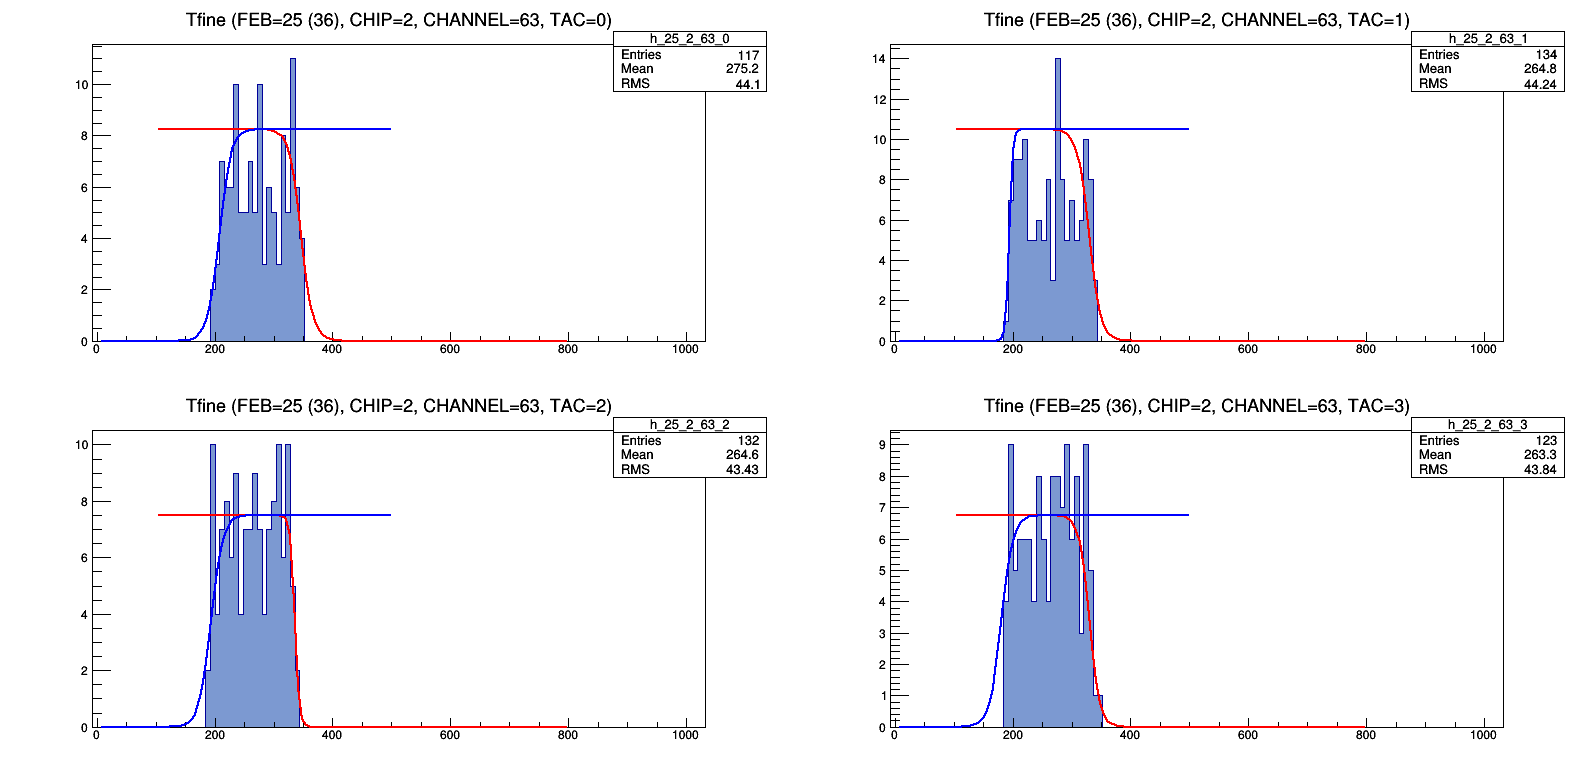 Tfine (FEB=25 (36), CHIP=2, CHANNEL=63, TAC=0)
h_25_2_63_0
Entries 117
Mean 275.2
RMS 44.1
10
8
6
4
2
0
0 200 400 600 800 1000
Tfine (FEB=25 (36), CHIP=2, CHANNEL=63, TAC=1)
h_25_2_63_1
Entries 134
Mean 264.8
RMS 44.24
14
12
10
8
6
4
2
0
0 200 400 600 800 1000
Tfine (FEB=25 (36), CHIP=2, CHANNEL=63, TAC=2)
h_25_2_63_2
Entries 132
Mean 264.6
RMS 43.43
10
8
6
4
2
0
0 200 400 600 800 1000
Tfine (FEB=25 (36), CHIP=2, CHANNEL=63, TAC=3)
h_25_2_63_3
Entries 123
Mean 263.3
RMS 43.84
9
8
7
6
5
4
3
2
1
0
0 200 400 600 800 1000